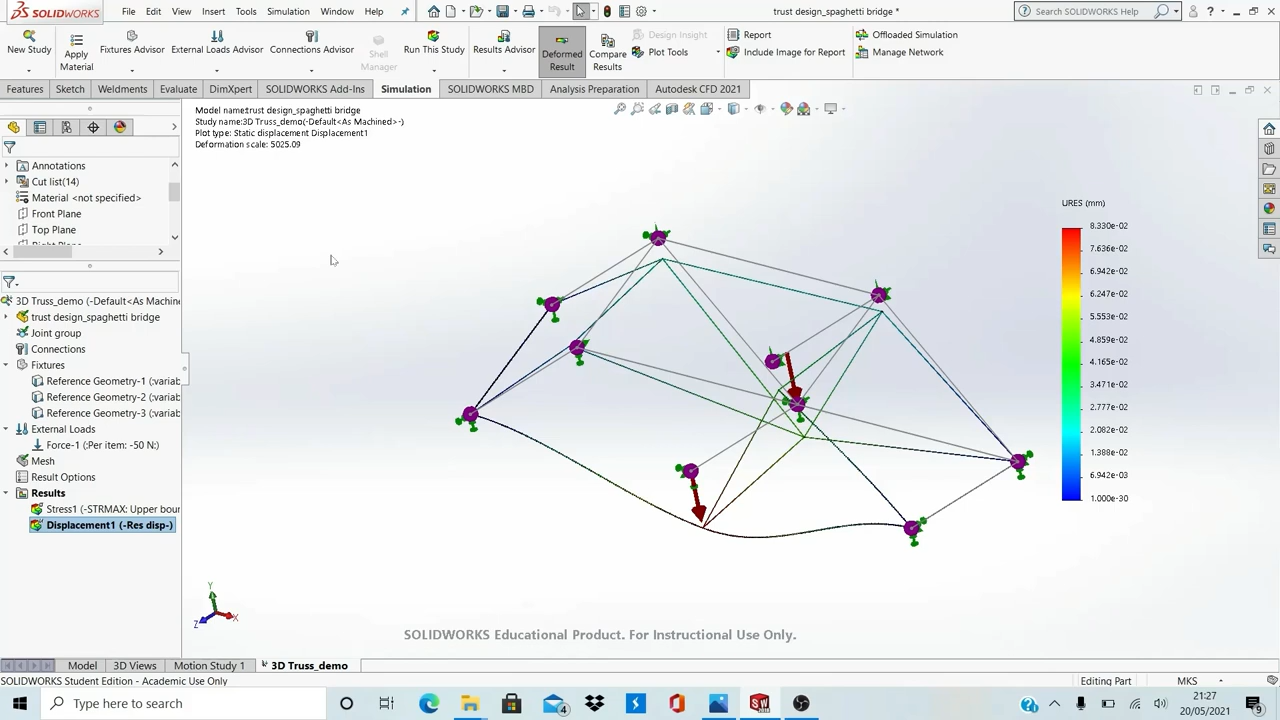 SOLIDWORKS File Edit View Insert Tools Simulation Window Help trust design_spaghetti bridge * Search SOLIDWORKS Help ?
New Study Apply Material Fixtures Advisor External Loads Advisor Connections Advisor Shell Manager Run This Study Results Advisor Deformed Result Compare Results Design Insight Plot Tools Report Include Image for Report Offloaded Simulation Manage Network
Features Sketch Weldments Evaluate DimXpert SOLIDWORKS Add-Ins Simulation SOLIDWORKS MBD Analysis Preparation Autodesk CFD 2021
Model name:trust design_spaghetti bridge
Study name:3D Truss_demo(-Default<As Machined>-)
Plot type: Static displacement Displacement1
Deformation scale: 5025.09
Annotations
Cut list(14)
Material <not specified>
Front Plane
Top Plane
3D Truss_demo (-Default<As Machine
trust design_spaghetti bridge
Joint group
Connections
Fixtures
Reference Geometry-1 (:variab
Reference Geometry-2 (:variab
Reference Geometry-3 (:variab
External Loads
Force-1 (:Per item: -50 N:)
Mesh
Result Options
Results
Stress1 (-STRMAX: Upper bour
Displacement1 (-Res disp-)
URES (mm)
8.330e-02
7.636e-02
6.942e-02
6.247e-02
5.553e-02
4.859e-02
4.165e-02
3.471e-02
2.777e-02
2.082e-02
1.388e-02
6.942e-03
1.000e-30
Y
X
Z
SOLIDWORKS Educational Product. For Instructional Use Only.
Model 3D Views Motion Study 1 3D Truss_demo
SOLIDWORKS Student Edition - Academic Use Only Editing Part MKS
Type here to search
4
21:27
20/05/2021
9